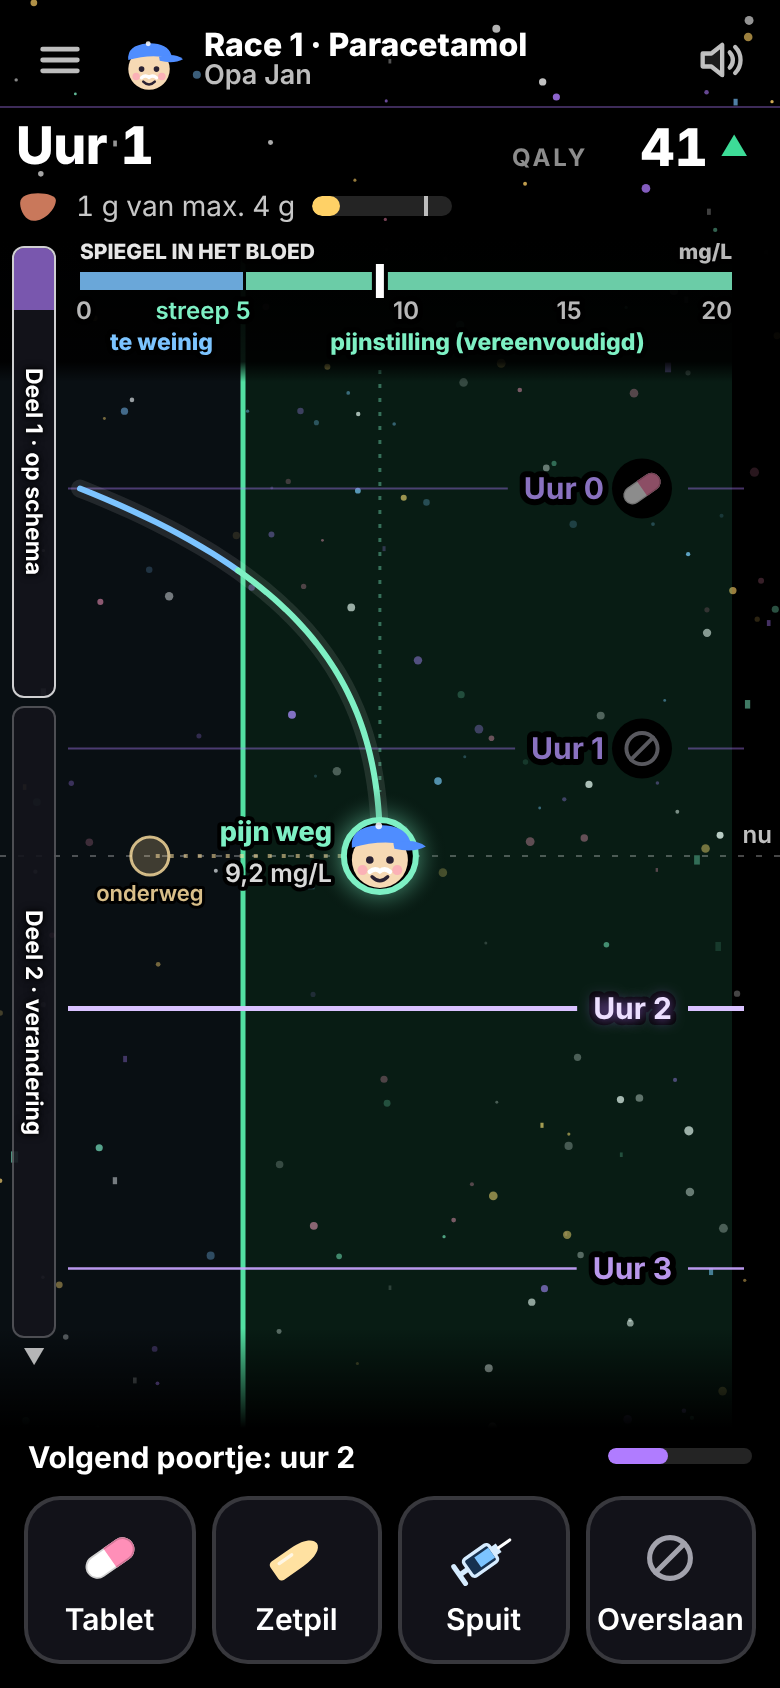 Race 1 · Paracetamol
Opa Jan
Uur 1
QALY 41
1 g van max. 4 g
SPIEGEL IN HET BLOED mg/L
0 streep 5 10 15 20
te weinig pijnstilling (vereenvoudigd)
Deel 1 · op schema
Uur 0
Uur 1
pijn weg
nu
9,2 mg/L
onderweg
Deel 2 · verandering
Uur 2
Uur 3
Volgend poortje: uur 2
Tablet Zetpil Spuit Overslaan